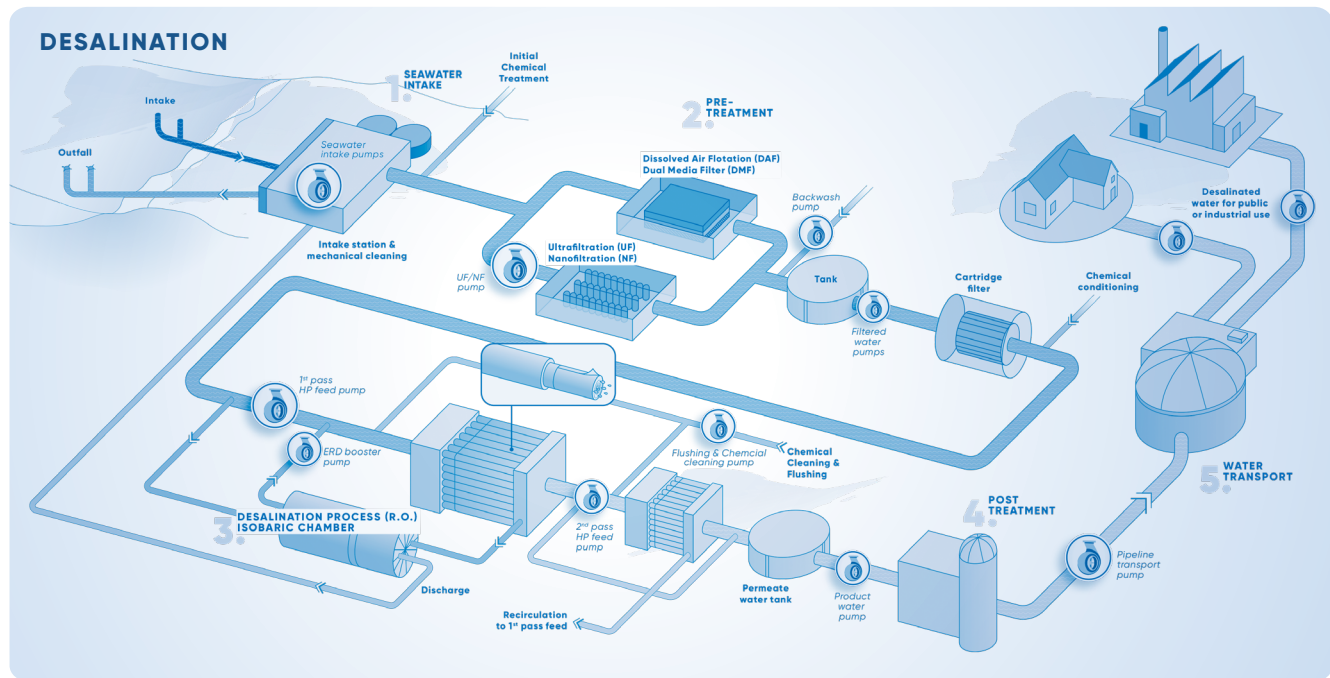 DESALINATION
1.
SEAWATER
INTAKE
Initial
Chemical
Treatment
Intake
Outfall
Seawater
intake pumps
Intake station &
mechanical cleaning
2.
PRE-
TREATMENT
Dissolved Air Flotation (DAF)
Dual Media Filter (DMF)
Backwash
pump
Ultrafiltration (UF)
Nanofiltration (NF)
UF/NF
pump
Tank
Filtered
water
pumps
Cartridge
filter
Chemical
conditioning
Desalinated
water for public
or industrial use
1st pass
HP feed pump
ERD booster
pump
3.
DESALINATION PROCESS (R.O.)
ISOBARIC CHAMBER
Discharge
Flushing & Chemcial
cleaning pump
Chemical
Cleaning &
Flushing
2nd pass
HP feed
pump
Recirculation
to 1st pass feed
Permeate
water tank
Product
water
pump
4.
POST
TREATMENT
Pipeline
transport
pump
5.
WATER
TRANSPORT